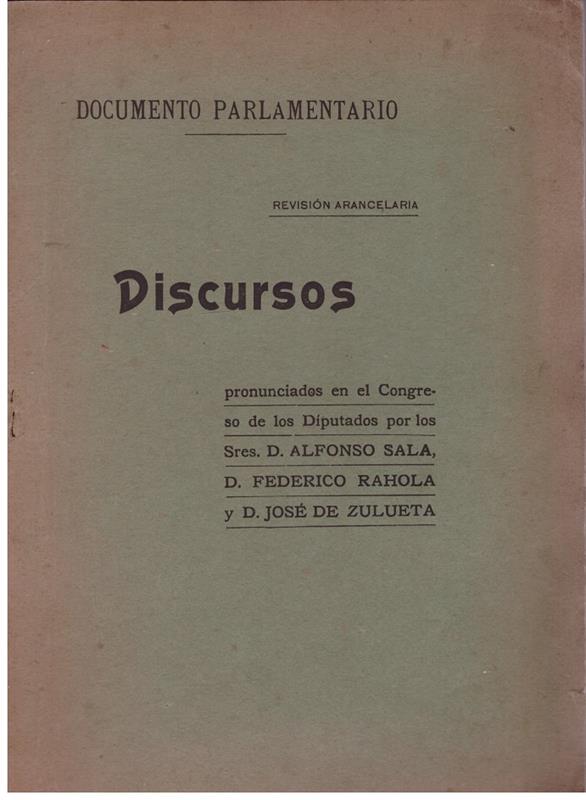 DOCUMENTO PARLAMENTARIO
REVISIÓN ARANCELARIA
Discursos
pronunciados en el Congre-
so de los Diputados por los
Sres. D. ALFONSO SALA,
D. FEDERICO RAHOLA
y D. JOSÉ DE ZULUETA